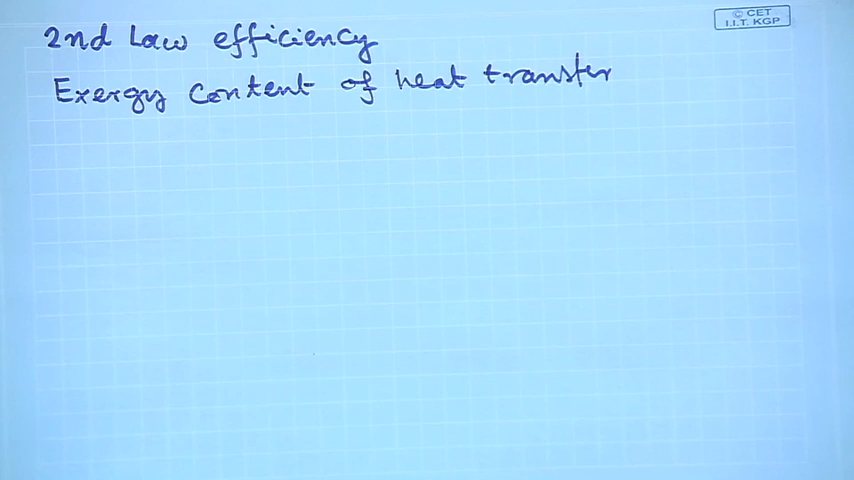 2nd Law efficiency
Exergy Content of heat transfer
© CET
I.I.T. KGP